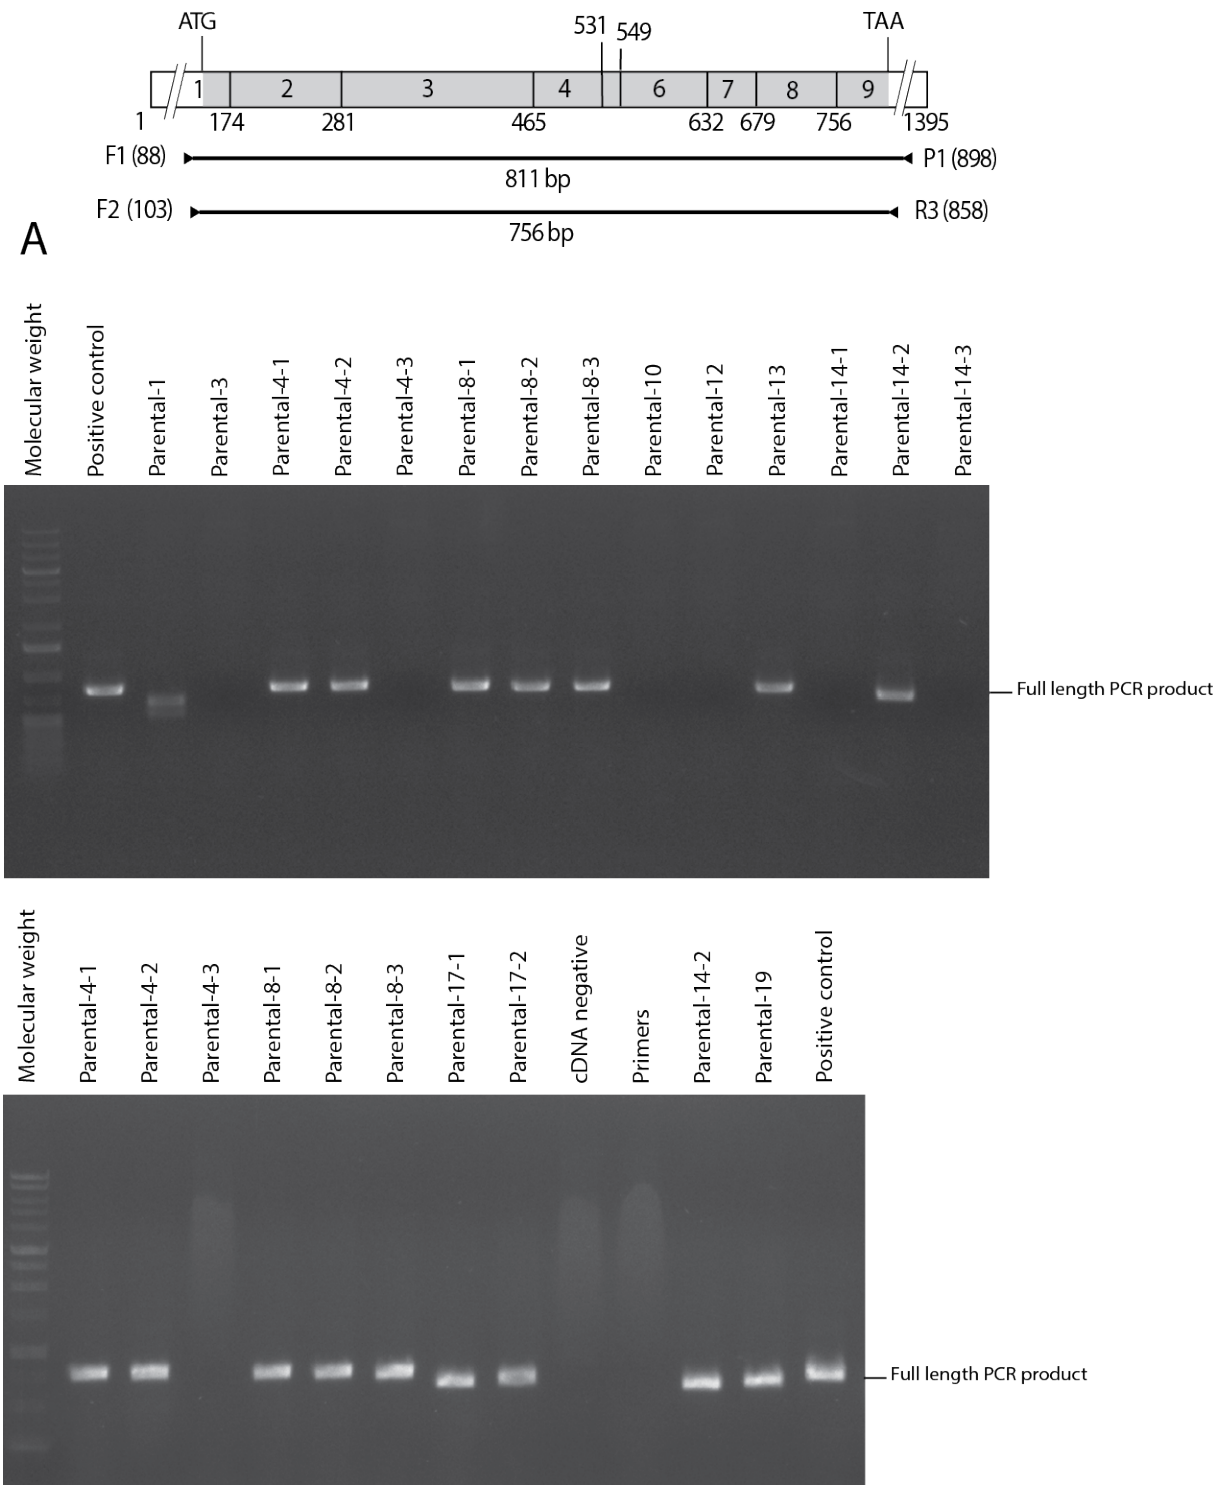 ATG 531 549 TAA
1 2 3 4 6 7 8 9
1 174 281 465 632 679 756 1395
F1 (88) P1 (898)
811 bp
F2 (103) R3 (858)
756 bp
A
Molecular weight
Positive control
Parental-1
Parental-3
Parental-4-1
Parental-4-2
Parental-4-3
Parental-8-1
Parental-8-2
Parental-8-3
Parental-10
Parental-12
Parental-13
Parental-14-1
Parental-14-2
Parental-14-3
Full length PCR product
Molecular weight
Parental-4-1
Parental-4-2
Parental-4-3
Parental-8-1
Parental-8-2
Parental-8-3
Parental-17-1
Parental-17-2
cDNA negative
Primers
Parental-14-2
Parental-19
Positive control
Full length PCR product